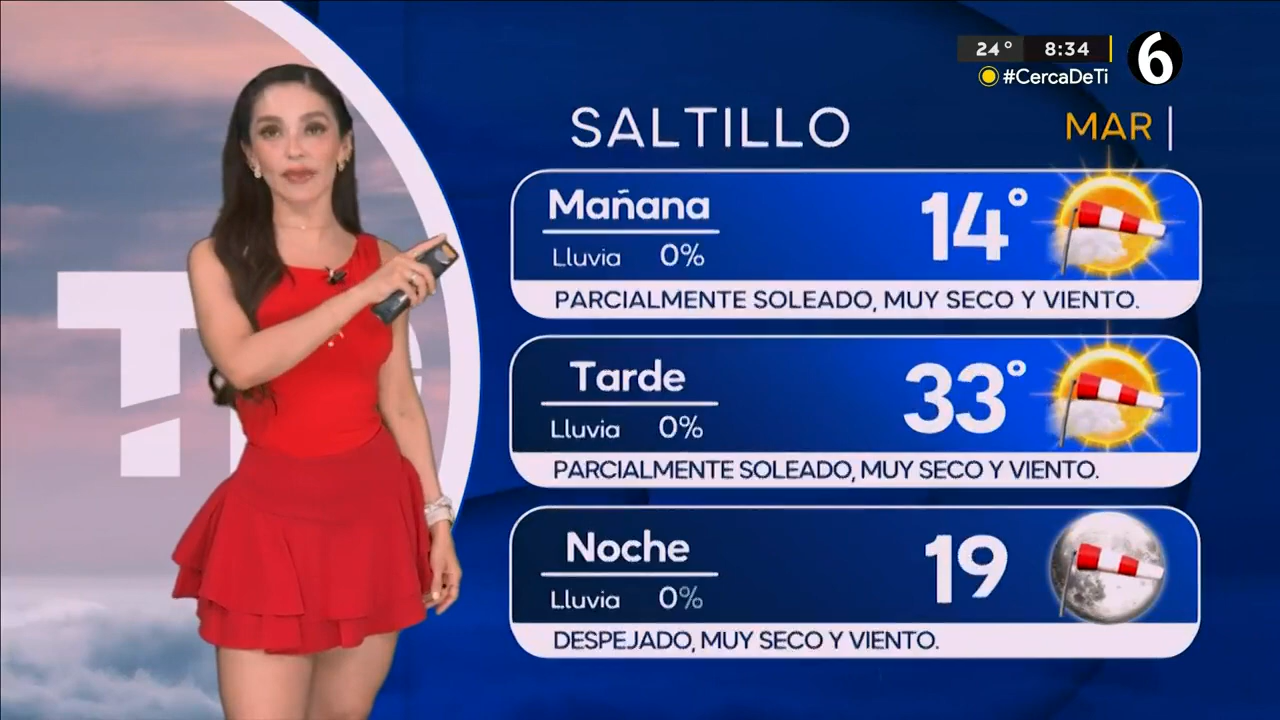 24° 8:34
6
#CercaDeTi
SALTILLO MAR
Mañana 14°
Lluvia 0%
PARCIALMENTE SOLEADO, MUY SECO Y VIENTO.
Tarde 33°
Lluvia 0%
PARCIALMENTE SOLEADO, MUY SECO Y VIENTO.
Noche 19
Lluvia 0%
DESPEJADO, MUY SECO Y VIENTO.